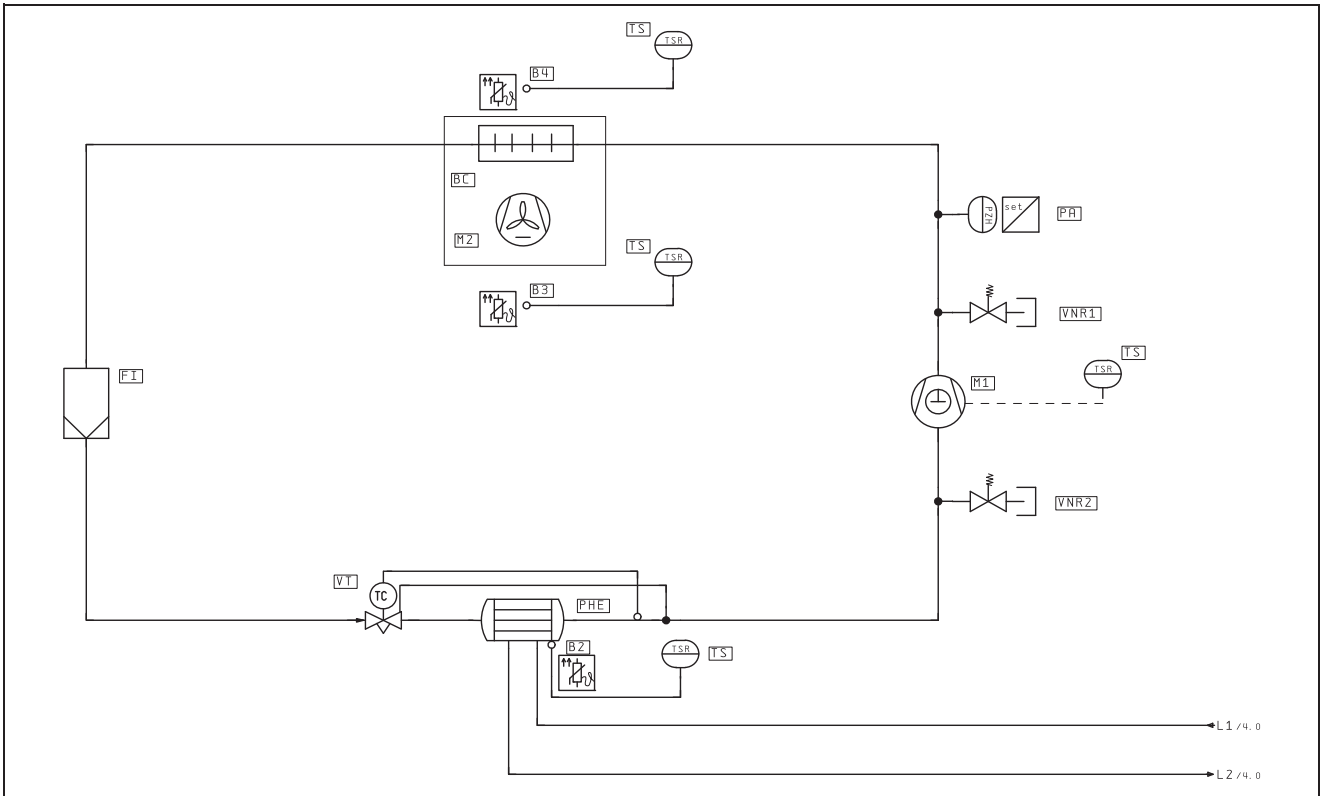 TS
TSR
B4
BC
PZH
set
PA
M2
TS
TSR
B3
VNR1
TS
TSR
FI
M1
VNR2
VT
TC
PHE
B2
TSR
TS
L1/4.0
L2/4.0